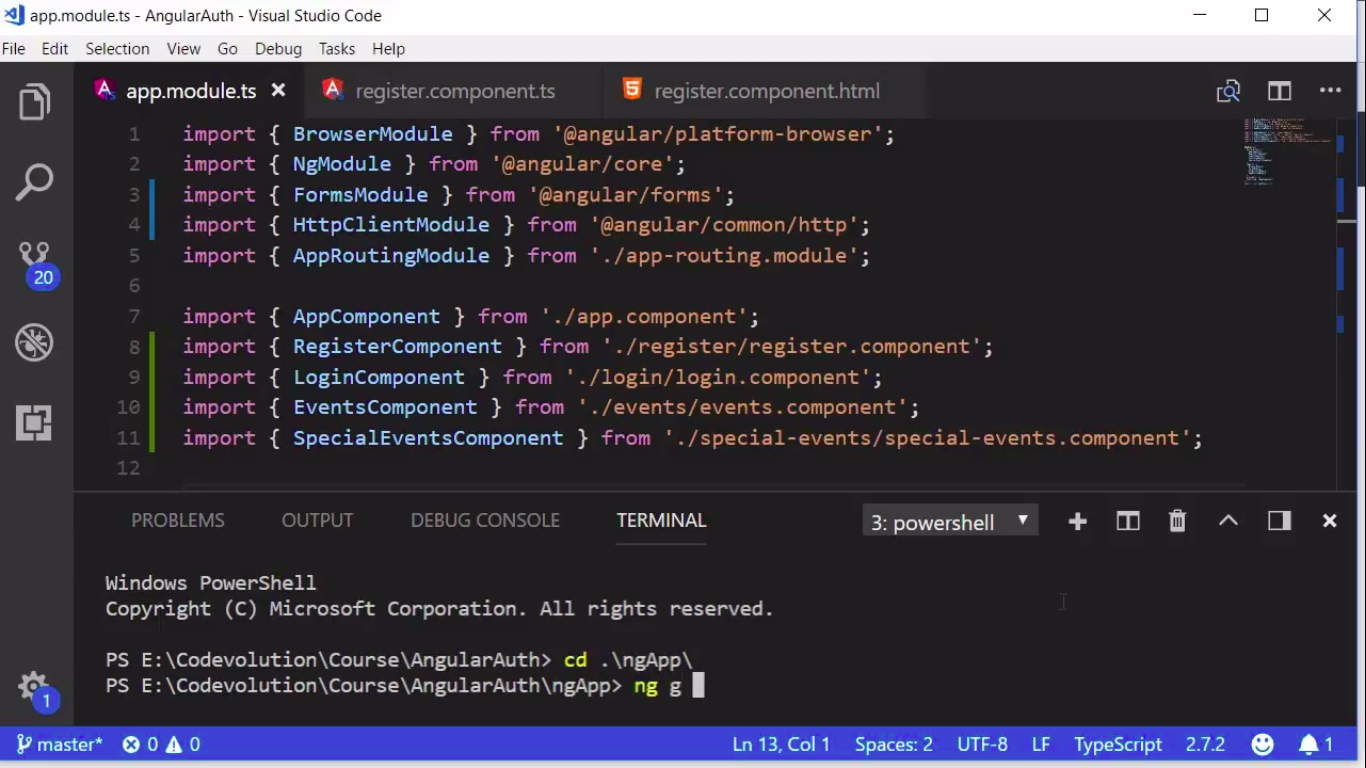 app.module.ts - AngularAuth - Visual Studio Code
File Edit Selection View Go Debug Tasks Help
app.module.ts register.component.ts register.component.html
1 import { BrowserModule } from '@angular/platform-browser';
2 import { NgModule } from '@angular/core';
3 import { FormsModule } from '@angular/forms';
4 import { HttpClientModule } from '@angular/common/http';
5 import { AppRoutingModule } from './app-routing.module';
6
7 import { AppComponent } from './app.component';
8 import { RegisterComponent } from './register/register.component';
9 import { LoginComponent } from './login/login.component';
10 import { EventsComponent } from './events/events.component';
11 import { SpecialEventsComponent } from './special-events/special-events.component';
12
20
1
PROBLEMS OUTPUT DEBUG CONSOLE TERMINAL 3: powershell
Windows PowerShell
Copyright (C) Microsoft Corporation. All rights reserved.
PS E:\Codevolution\Course\AngularAuth> cd .\ngApp\
PS E:\Codevolution\Course\AngularAuth\ngApp> ng g
master* 0 0 Ln 13, Col 1 Spaces: 2 UTF-8 LF TypeScript 2.7.2 1